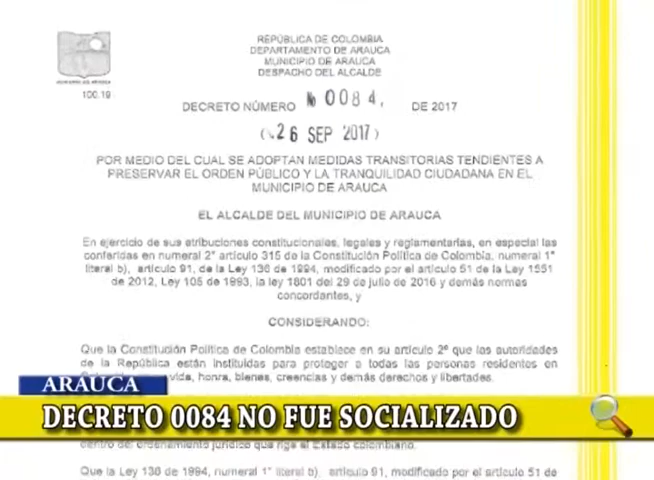 REPÚBLICA DE COLOMBIA
DEPARTAMENTO DE ARAUCA
MUNICIPIO DE ARAUCA
DESPACHO DEL ALCALDE
100.19
DECRETO NÚMERO № 0084, DE 2017
(26 SEP 2017)
POR MEDIO DEL CUAL SE ADOPTAN MEDIDAS TRANSITORIAS TENDIENTES A
PRESERVAR EL ORDEN PÚBLICO Y LA TRANQUILIDAD CIUDADANA EN EL
MUNICIPIO DE ARAUCA
EL ALCALDE DEL MUNICIPIO DE ARAUCA
En ejercicio de sus atribuciones constitucionales, legales y reglamentarias, en especial las
conferidas en numeral 2° artículo 315 de la Constitución Política de Colombia, numeral 1°
literal b), artículo 91, de la Ley 136 de 1994, modificado por el artículo 51 de la Ley 1551
de 2012, Ley 105 de 1993, la ley 1801 del 29 de julio de 2016 y demás normas
concordantes, y
CONSIDERANDO:
Que la Constitución Política de Colombia establece en su artículo 2º que las autoridades
de la República están instituidas para proteger a todas las personas residentes en
vida, honra, bienes, creencias y demás derechos y libertades.
ARAUCA
DECRETO 0084 NO FUE SOCIALIZADO
dentro del ordenamiento jurídico que rige al Estado colombiano.
Que la Ley 136 de 1994, numeral 1° literal b), artículo 91, modificado por el artículo 51 de